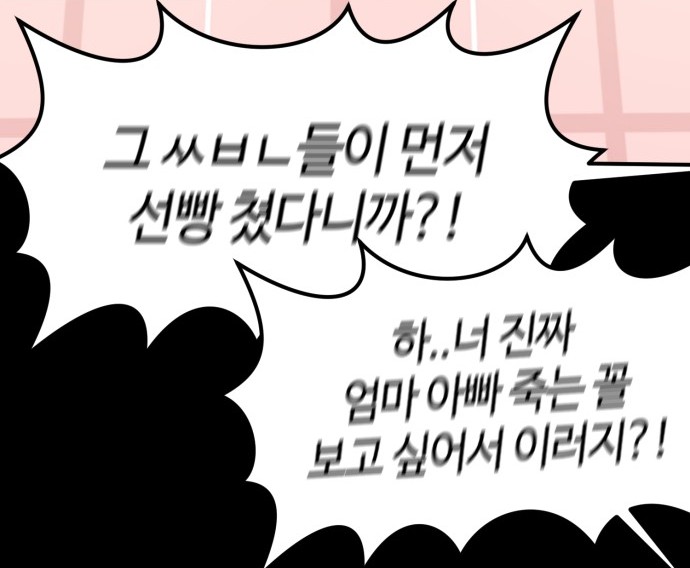 그 ㅆㅂㄴ들이 먼저
선빵 쳤다니까?!
하..너 진짜
엄마 아빠 죽는 꼴
보고 싶어서 이러지?!